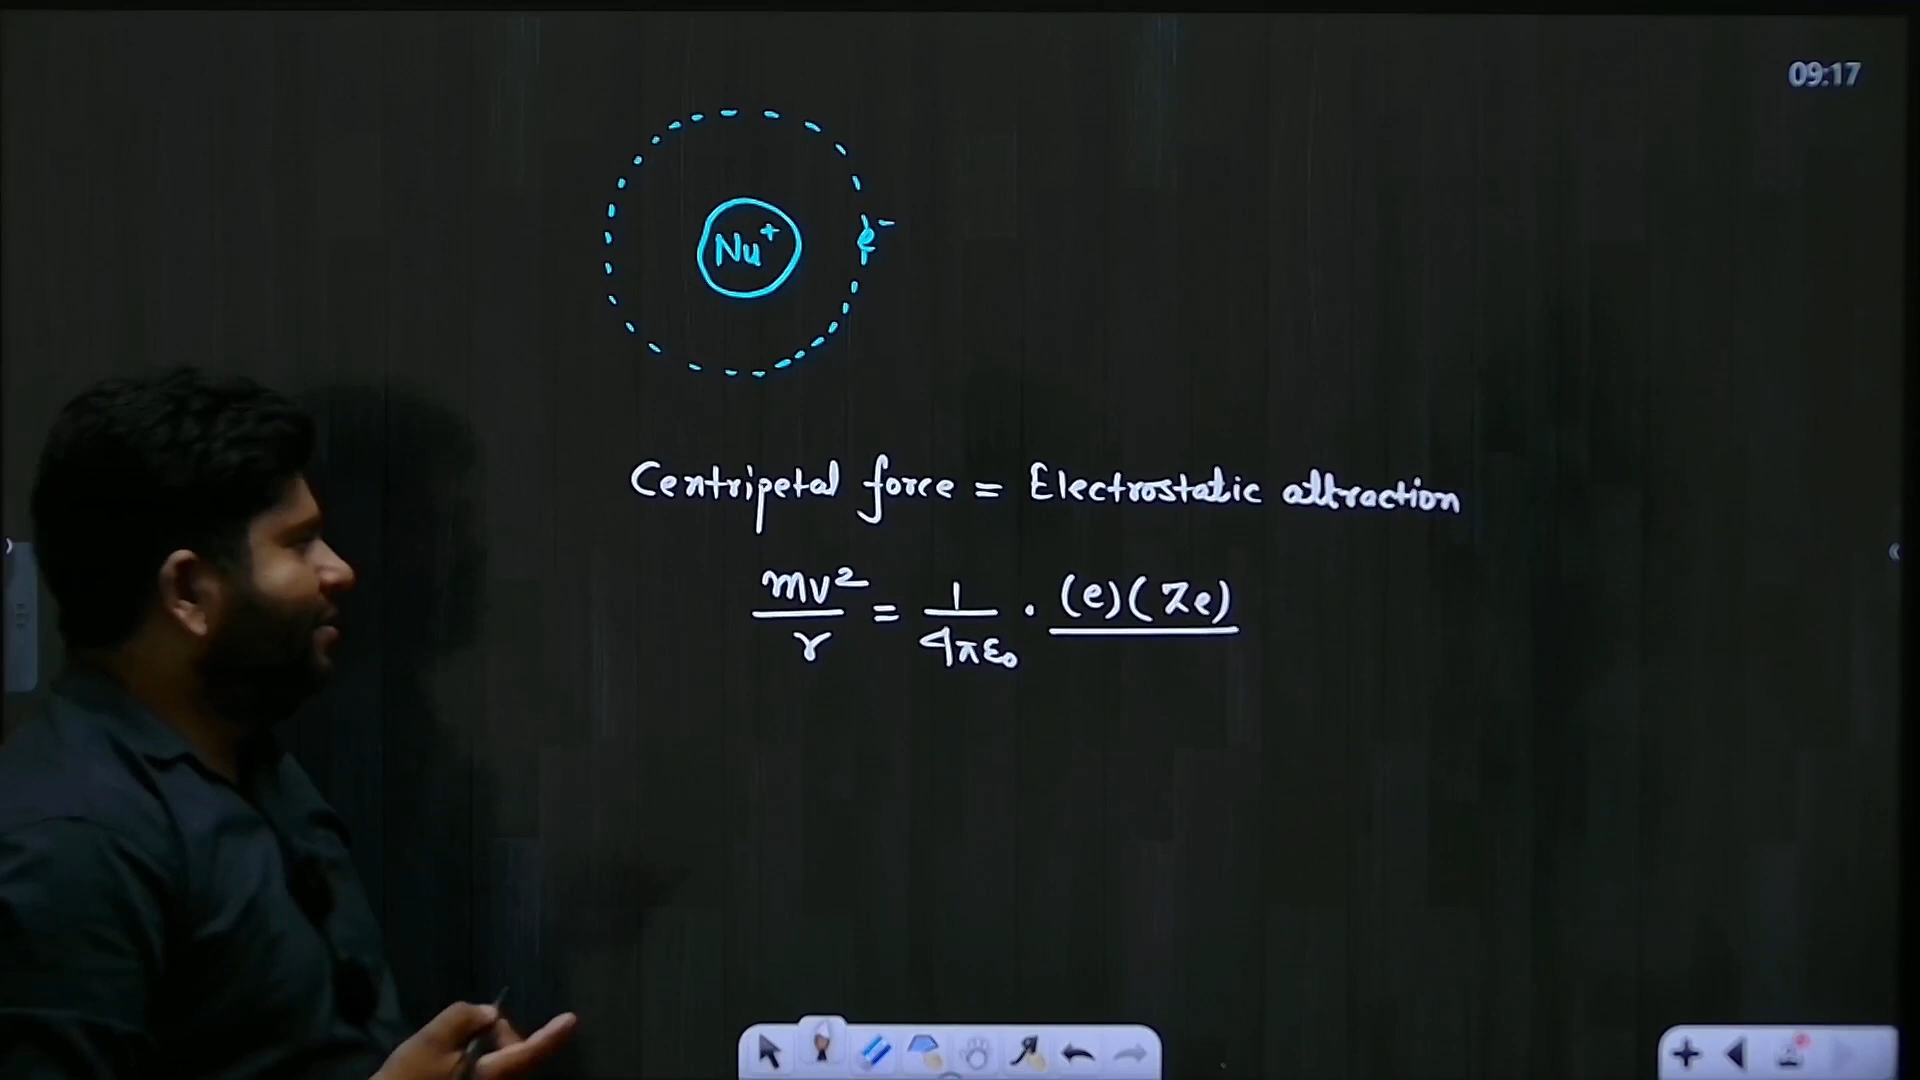 09:17
Nu⁺
e⁻
Centripetal force = Electrostatic attraction
mv²/r = 1/4πε₀ · (e)(Ze)